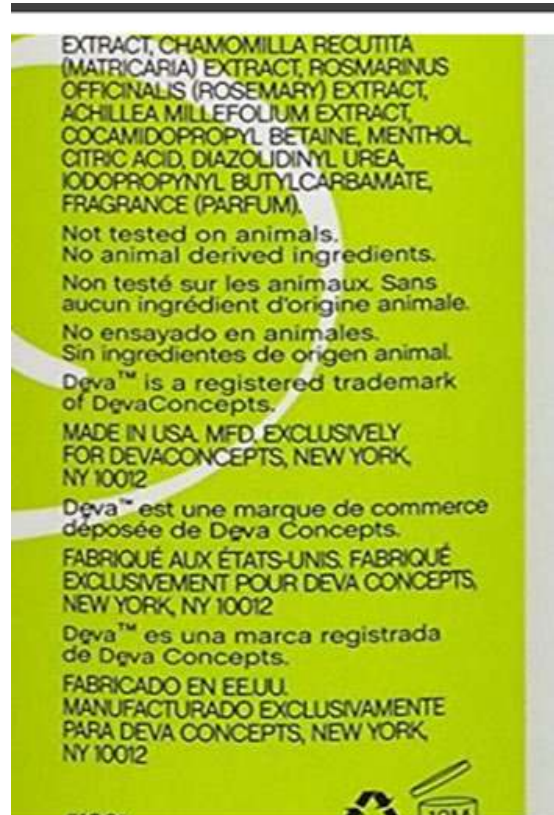 EXTRACT, CHAMOMILLA RECUTITA
(MATRICARIA) EXTRACT, ROSMARINUS
OFFICINALIS (ROSEMARY) EXTRACT,
ACHILLEA MILLEFOLIUM EXTRACT,
COCAMIDOPROPYL BETAINE, MENTHOL,
CITRIC ACID, DIAZOLIDINYL UREA,
IODOPROPYNYL BUTYLCARBAMATE,
FRAGRANCE (PARFUM).
Not tested on animals.
No animal derived ingredients.
Non testé sur les animaux. Sans
aucun ingrédient d'origine animale.
No ensayado en animales.
Sin ingredientes de origen animal.
Deva™ is a registered trademark
of DevaConcepts.
MADE IN USA. MFD. EXCLUSIVELY
FOR DEVACONCEPTS, NEW YORK,
NY 10012
Deva™ est une marque de commerce
déposée de Deva Concepts.
FABRIQUÉ AUX ÉTATS-UNIS. FABRIQUÉ
EXCLUSIVEMENT POUR DEVA CONCEPTS,
NEW YORK, NY 10012
Deva™ es una marca registrada
de Deva Concepts.
FABRICADO EN EE.UU.
MANUFACTURADO EXCLUSIVAMENTE
PARA DEVA CONCEPTS, NEW YORK,
NY 10012